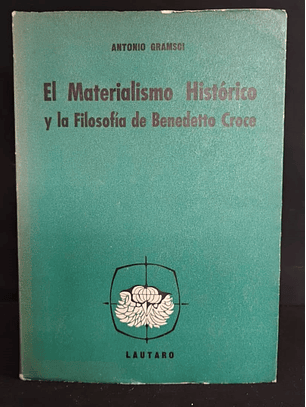 ANTONIO GRAMSCI
El Materialismo Histórico
y la Filosofía de Benedetto Croce
LAUTARO